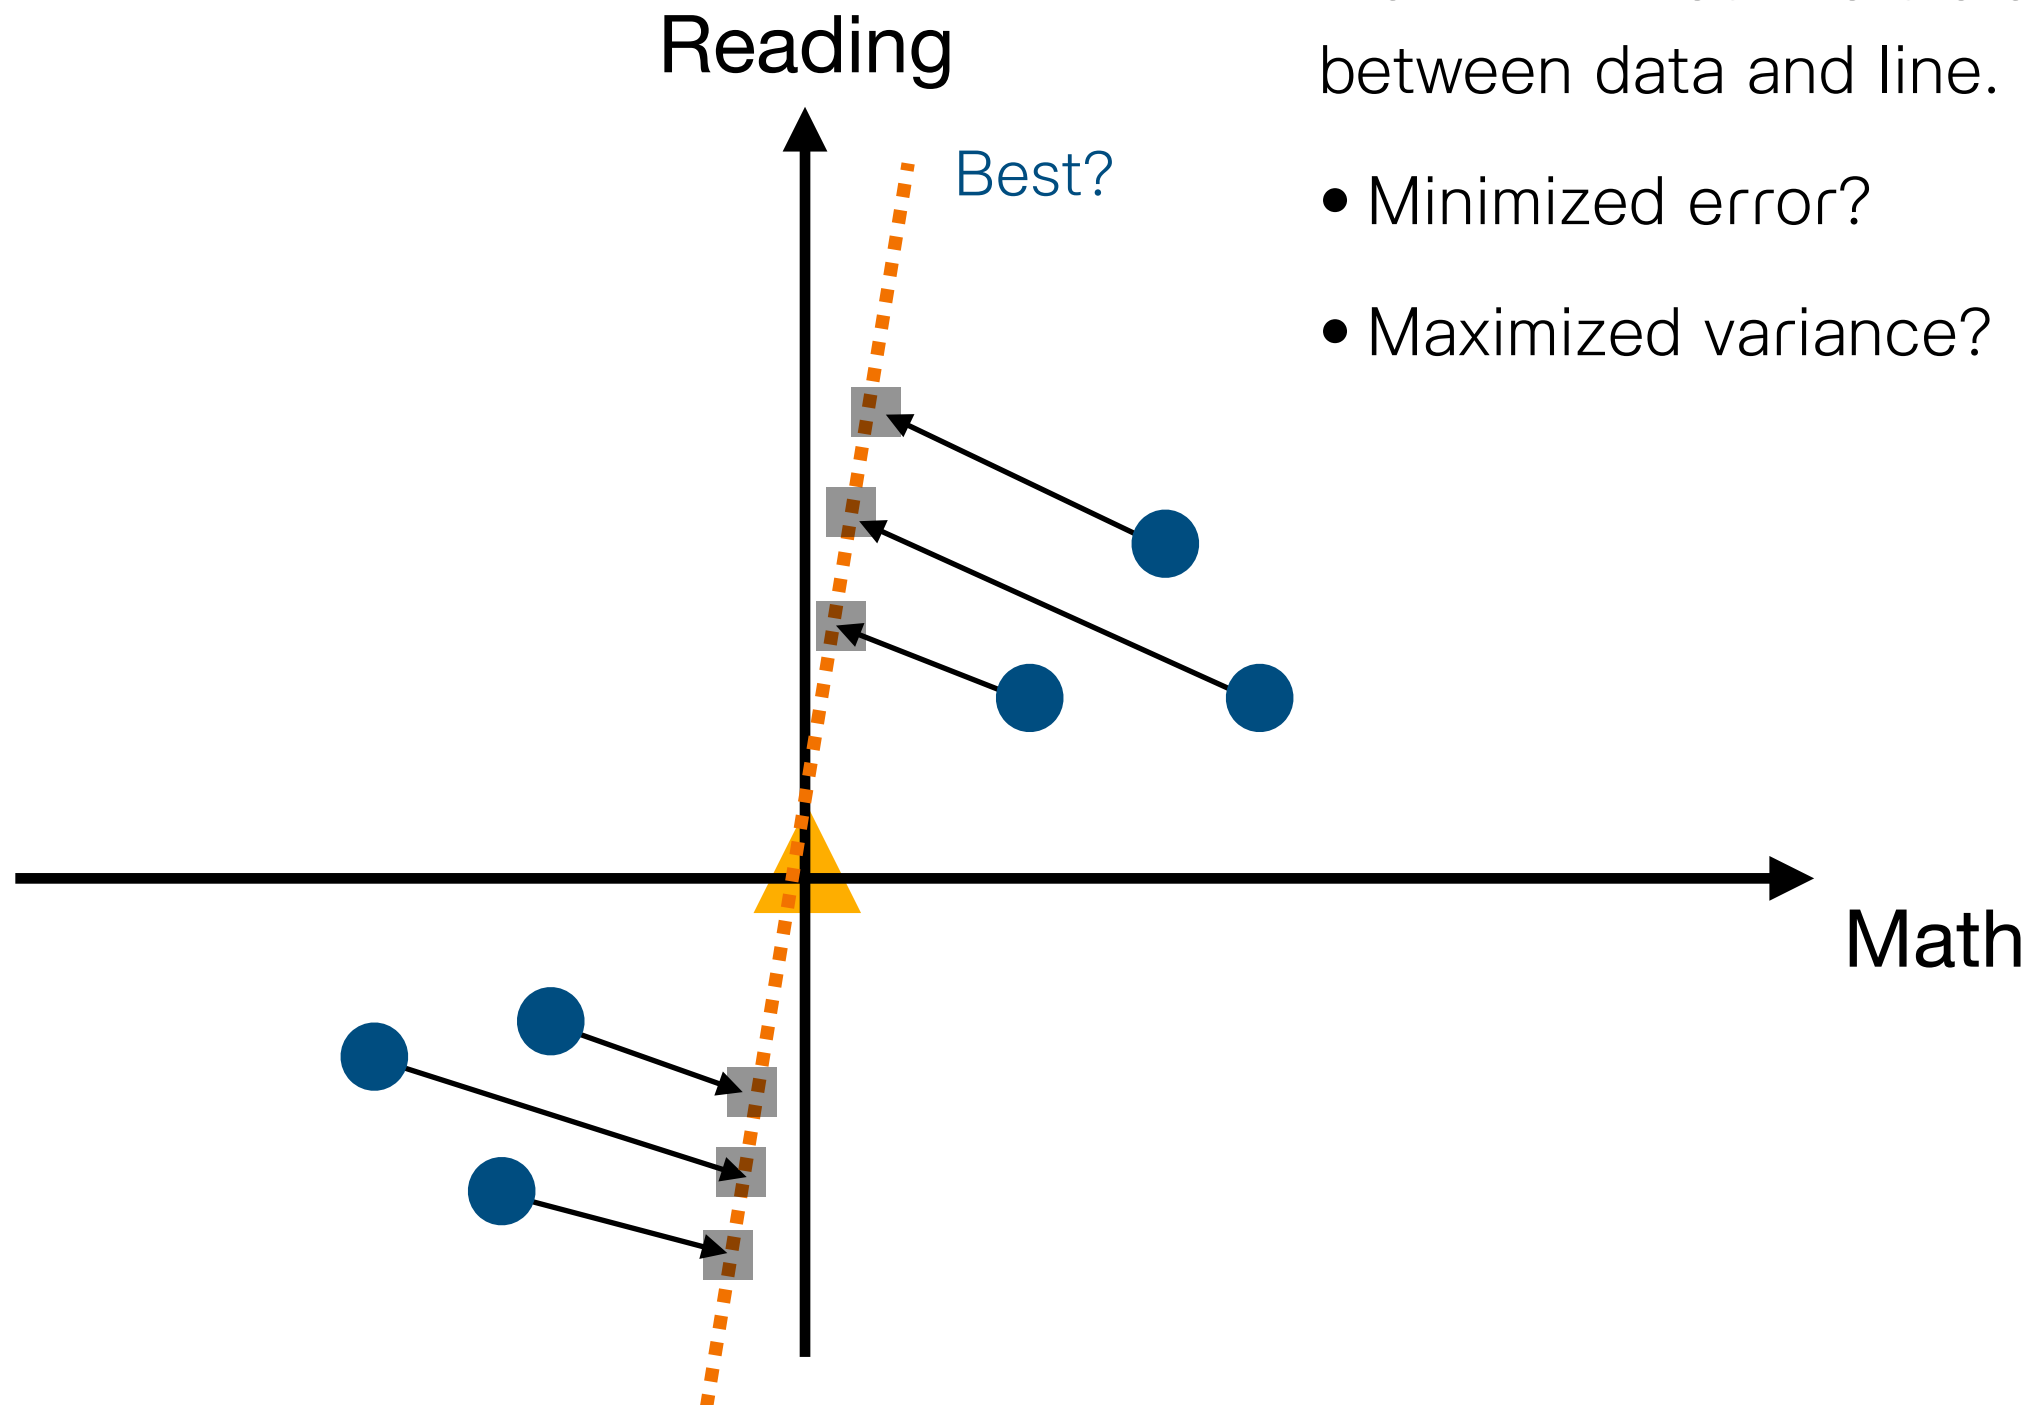 Reading
between data and line.
Best?
• Minimized error?
• Maximized variance?
Math